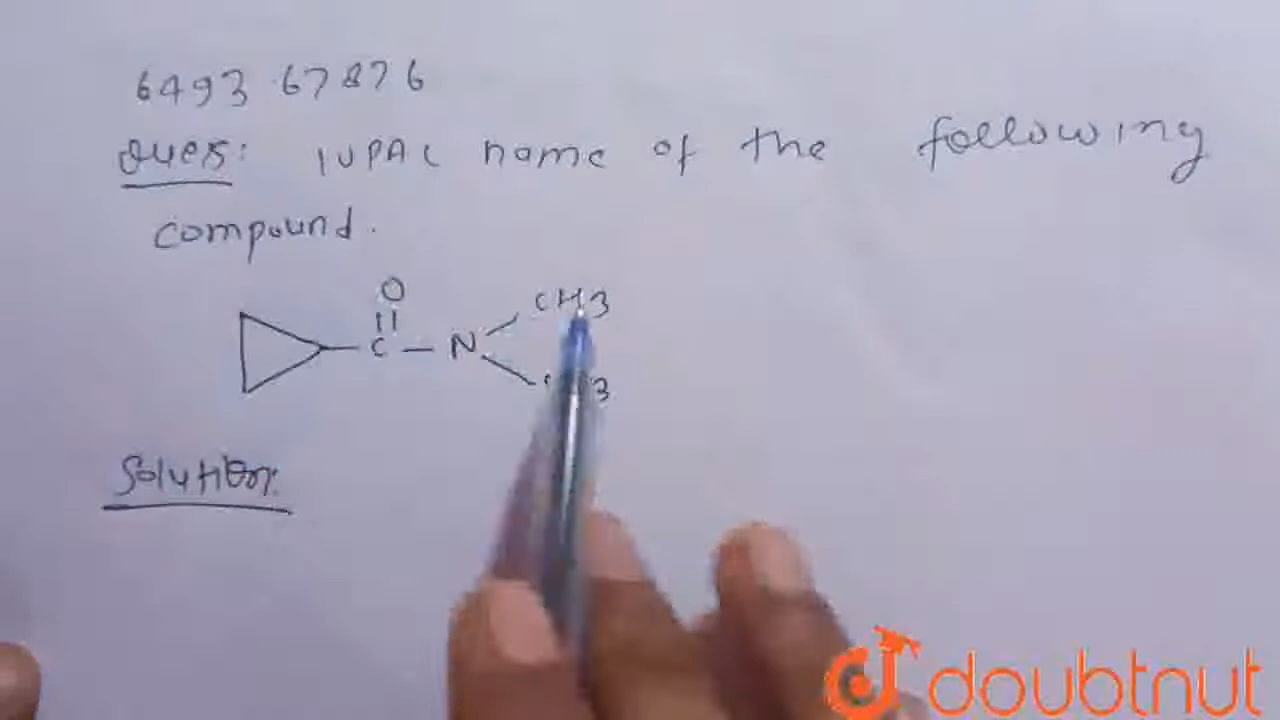 6493 67876
Ques: IUPAC name of the following
compound.
O
C - N
CH3
Solution:
doubtnut